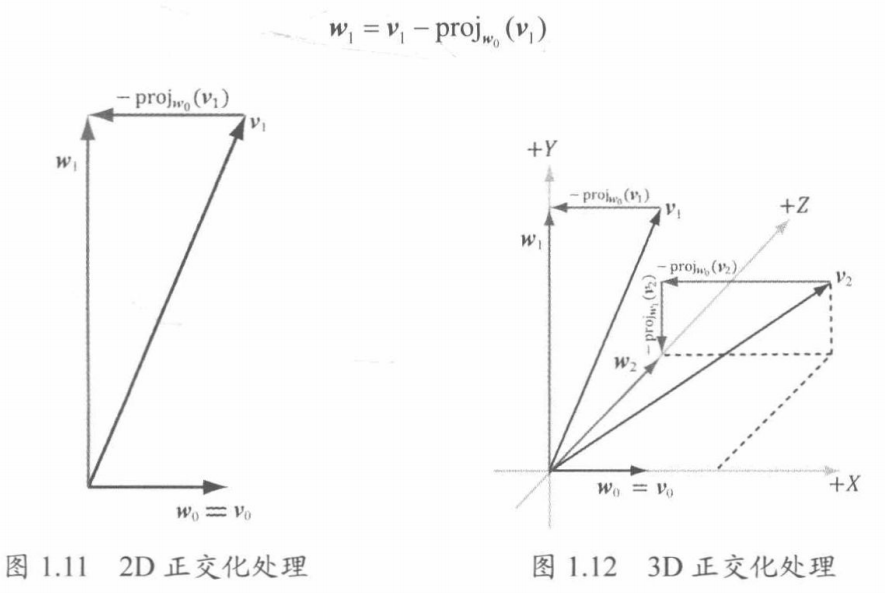 w₁ = v₁ − proj_w₀ (v₁)
− proj_w₀(v₁)
v₁
w₁
w₀ = v₀
图 1.11 2D 正交化处理
+Y
− proj_w₀(v₁)
v₁
+Z
w₁
− proj_w₀(v₂)
v₂
− proj_w₁(v₂)
w₂
w₀ = v₀
+X
图 1.12 3D 正交化处理